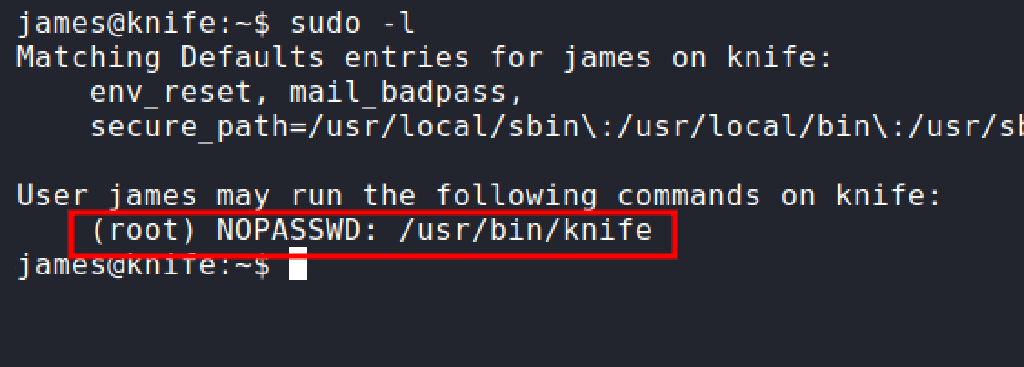 james@knife:~$ sudo -l
Matching Defaults entries for james on knife:
env_reset, mail_badpass,
secure_path=/usr/local/sbin\:/usr/local/bin\:/usr/sb
User james may run the following commands on knife:
(root) NOPASSWD: /usr/bin/knife
james@knife:~$